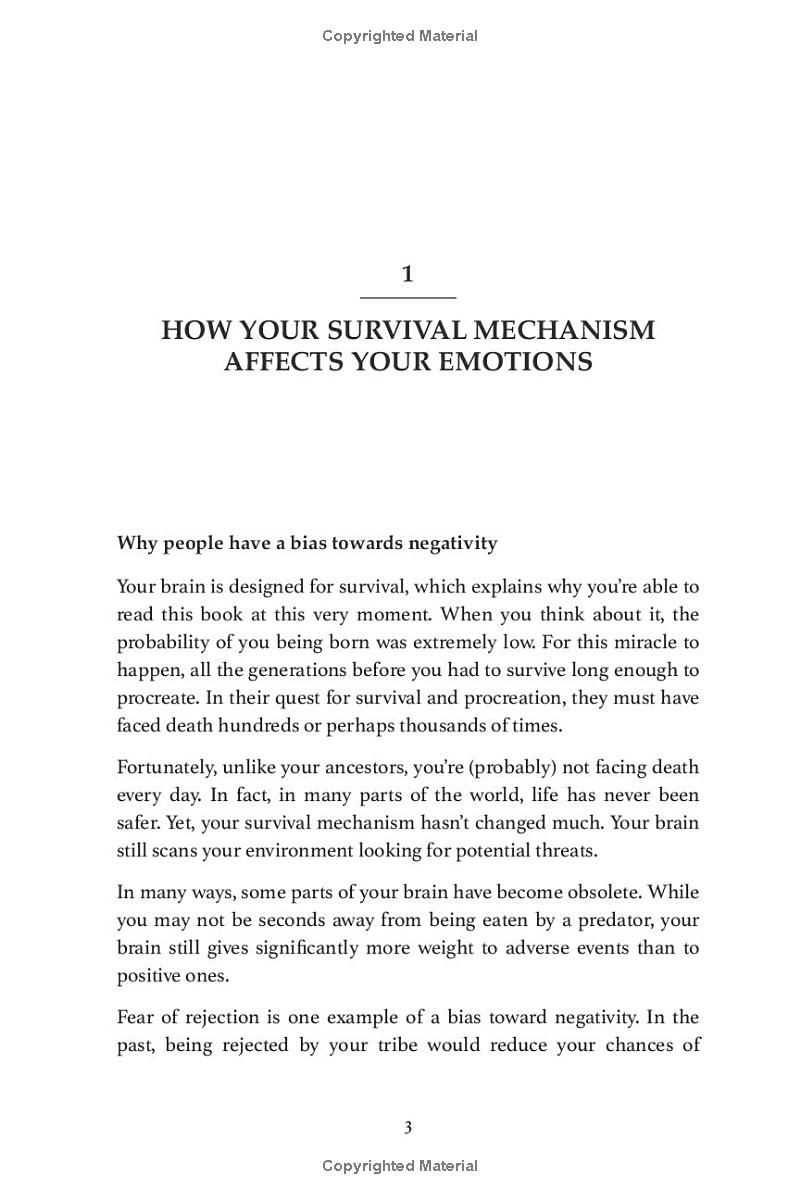 Copyrighted Material
1
HOW YOUR SURVIVAL MECHANISM
AFFECTS YOUR EMOTIONS
Why people have a bias towards negativity
Your brain is designed for survival, which explains why you're able to
read this book at this very moment. When you think about it, the
probability of you being born was extremely low. For this miracle to
happen, all the generations before you had to survive long enough to
procreate. In their quest for survival and procreation, they must have
faced death hundreds or perhaps thousands of times.
Fortunately, unlike your ancestors, you're (probably) not facing death
every day. In fact, in many parts of the world, life has never been
safer. Yet, your survival mechanism hasn't changed much. Your brain
still scans your environment looking for potential threats.
In many ways, some parts of your brain have become obsolete. While
you may not be seconds away from being eaten by a predator, your
brain still gives significantly more weight to adverse events than to
positive ones.
Fear of rejection is one example of a bias toward negativity. In the
past, being rejected by your tribe would reduce your chances of
3
Copyrighted Material